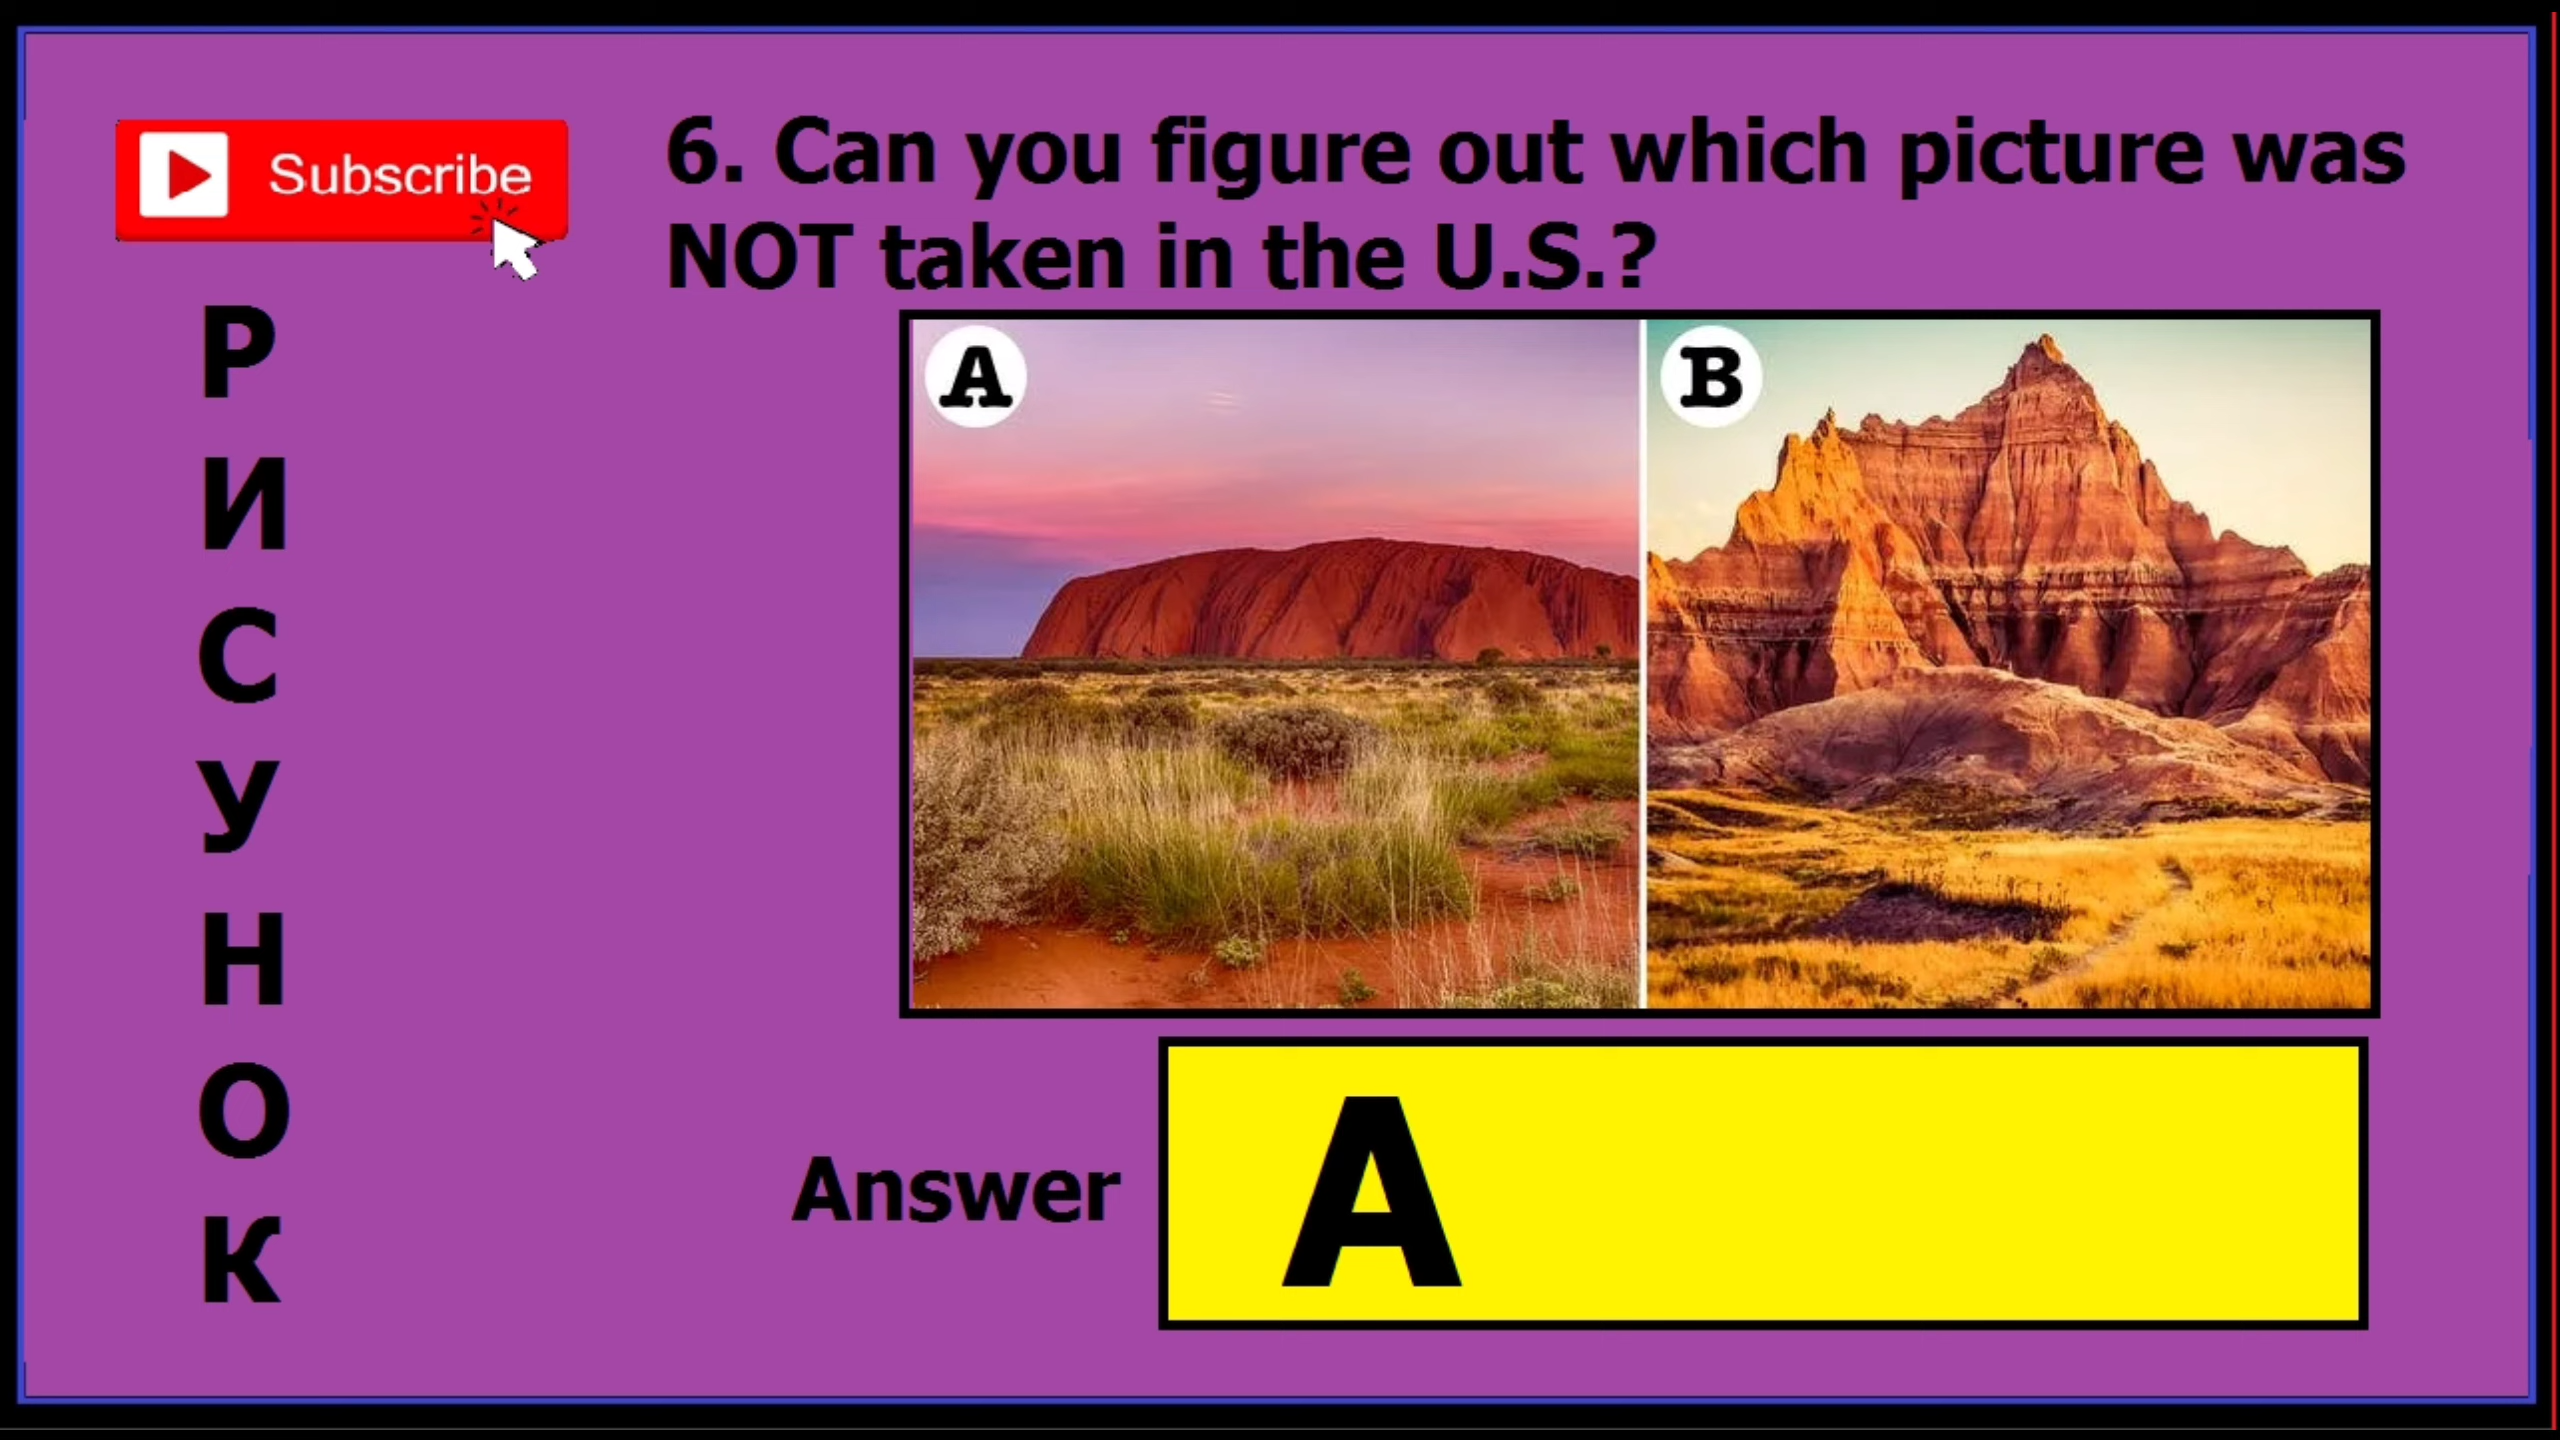 Subscribe
6. Can you figure out which picture was
NOT taken in the U.S.?
Р
И
С
У
Н
О
К
A
B
Answer
A